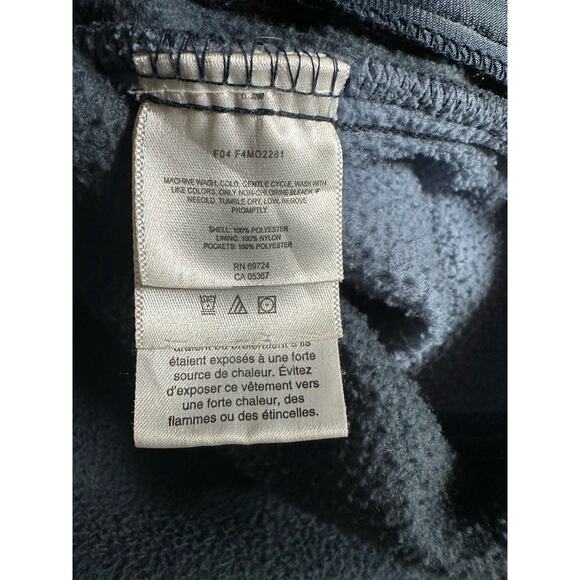 F04 F4MO2281
MACHINE WASH, COLD, GENTLE CYCLE, WASH WITH
LIKE COLORS, ONLY NON-CHLORINE BLEACH, IF
NEEDED. TUMBLE DRY, LOW. REMOVE
PROMPTLY
SHELL: 100% POLYESTER
LINING: 100% NYLON
POCKETS: 100% POLYESTER
RN 69724
CA 05367
étaient exposés à une forte
source de chaleur. Évitez
d'exposer ce vêtement vers
une forte chaleur, des
flammes ou des étincelles.